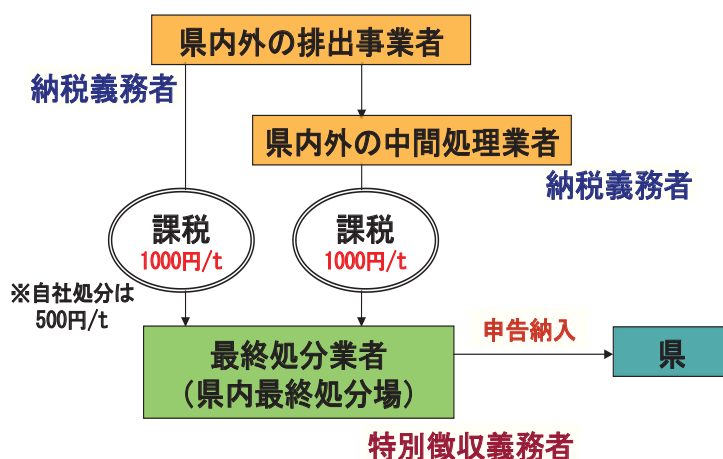 県内外の排出事業者
納税義務者
県内外の中間処理業者
納税義務者
課税
1000円/t
課税
1000円/t
※自社処分は
500円/t
最終処分業者
（県内最終処分場）
申告納入
県
特別徴収義務者